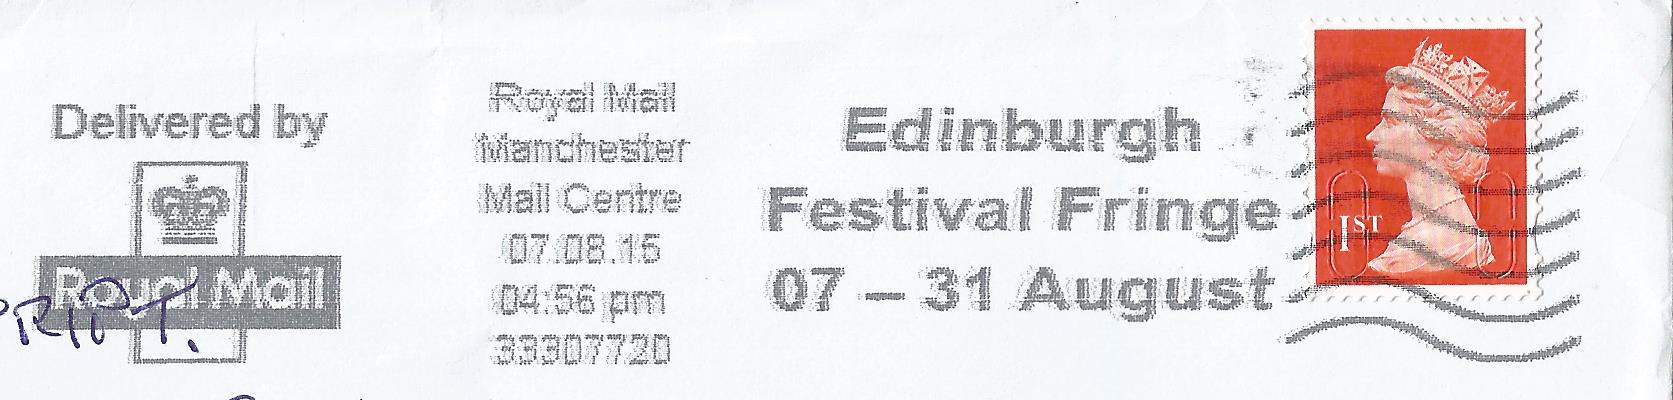 Delivered by
Royal Mail
Royal Mail
Manchester
Mail Centre
07.08.15
04:56 pm
33307720
Edinburgh
Festival Fringe
07 – 31 August
1ST